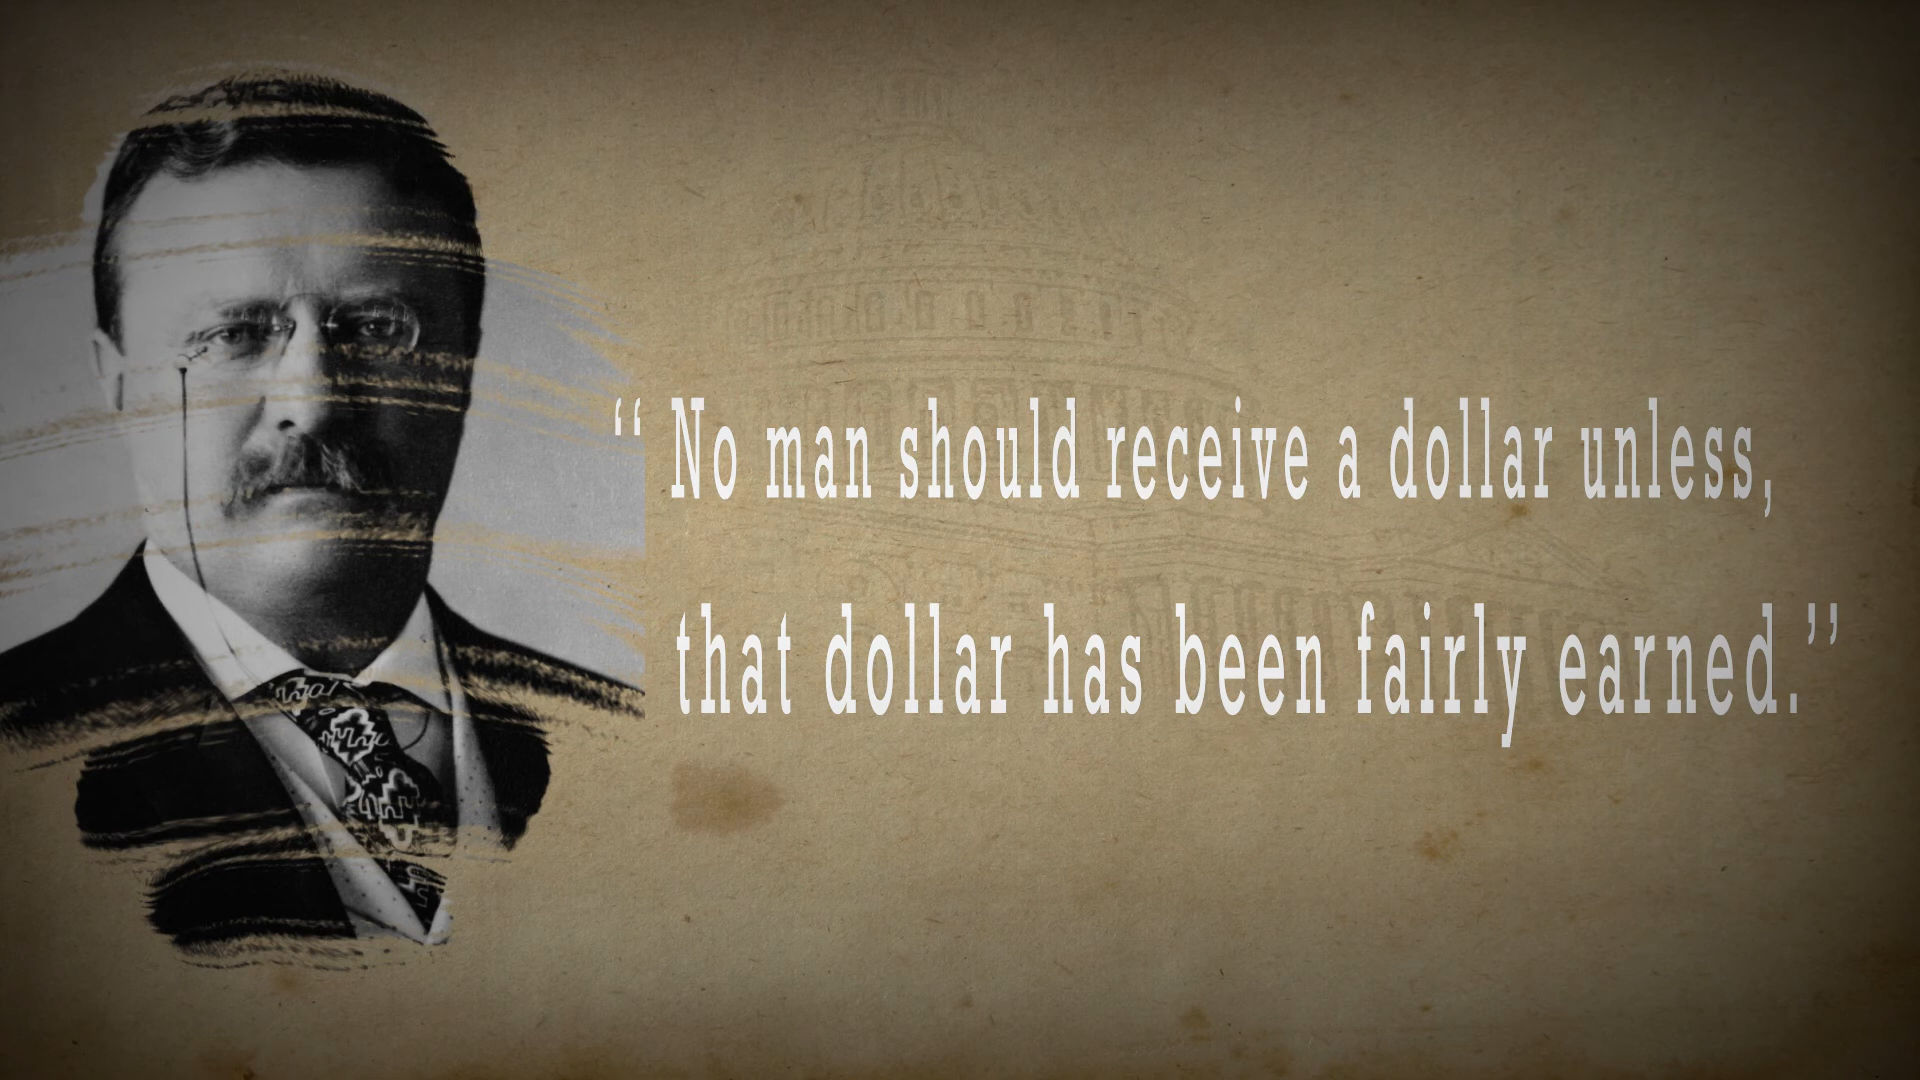 “ No man should receive a dollar unless,
that dollar has been fairly earned.”